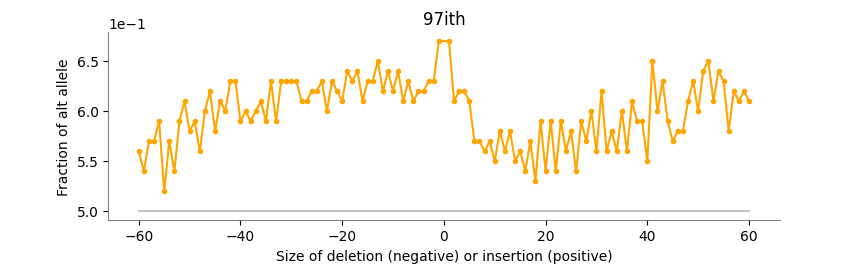 97ith
1e−1
6.5
6.0
5.5
5.0
Fraction of alt allele
−60 −40 −20 0 20 40 60
Size of deletion (negative) or insertion (positive)